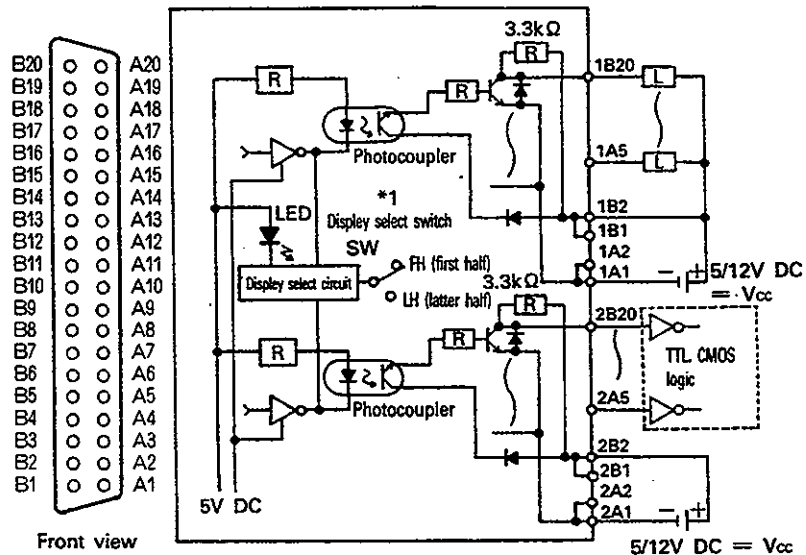 B20 A20
B19 A19
B18 A18
B17 A17
B16 A16
B15 A15
B14 A14
B13 A13
B12 A12
B11 A11
B10 A10
B9 A9
B8 A8
B7 A7
B6 A6
B5 A5
B4 A4
B3 A3
B2 A2
B1 A1
Front view
3.3kΩ
R
R
R
1B20
L
Photocoupler
1A5
L
*1
Display select switch
LED
SW
1B2
1B1
1A2
1A1
FH (first half)
Display select circuit
LH (latter half)
− +
5/12V DC
= Vcc
3.3kΩ
R
R
R
2B20
TTL, CMOS
logic
Photocoupler
2A5
2B2
2B1
2A2
2A1
5V DC
− +
5/12V DC = Vcc